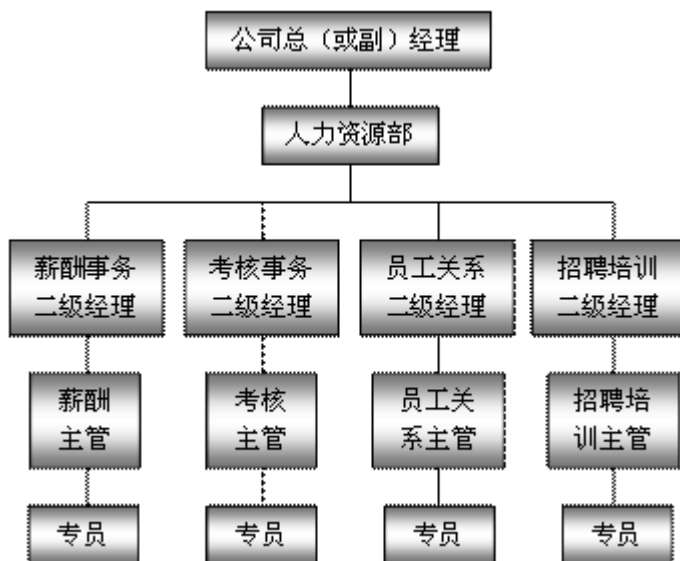 公司总（或副）经理
人力资源部
薪酬事务
二级经理
考核事务
二级经理
员工关系
二级经理
招聘培训
二级经理
薪酬
主管
考核
主管
员工关
系主管
招聘培
训主管
专员
专员
专员
专员